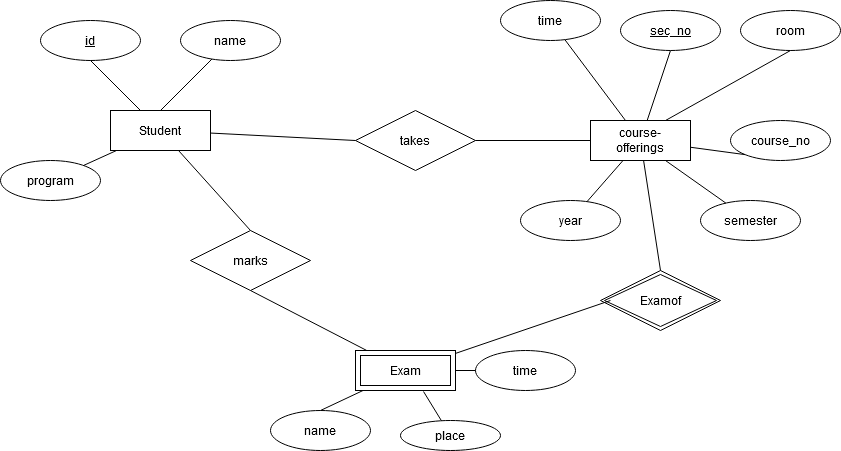 time
sec_no
room
id
name
Student
takes
course-
offerings
course_no
program
year
semester
marks
Examof
Exam
time
name
place